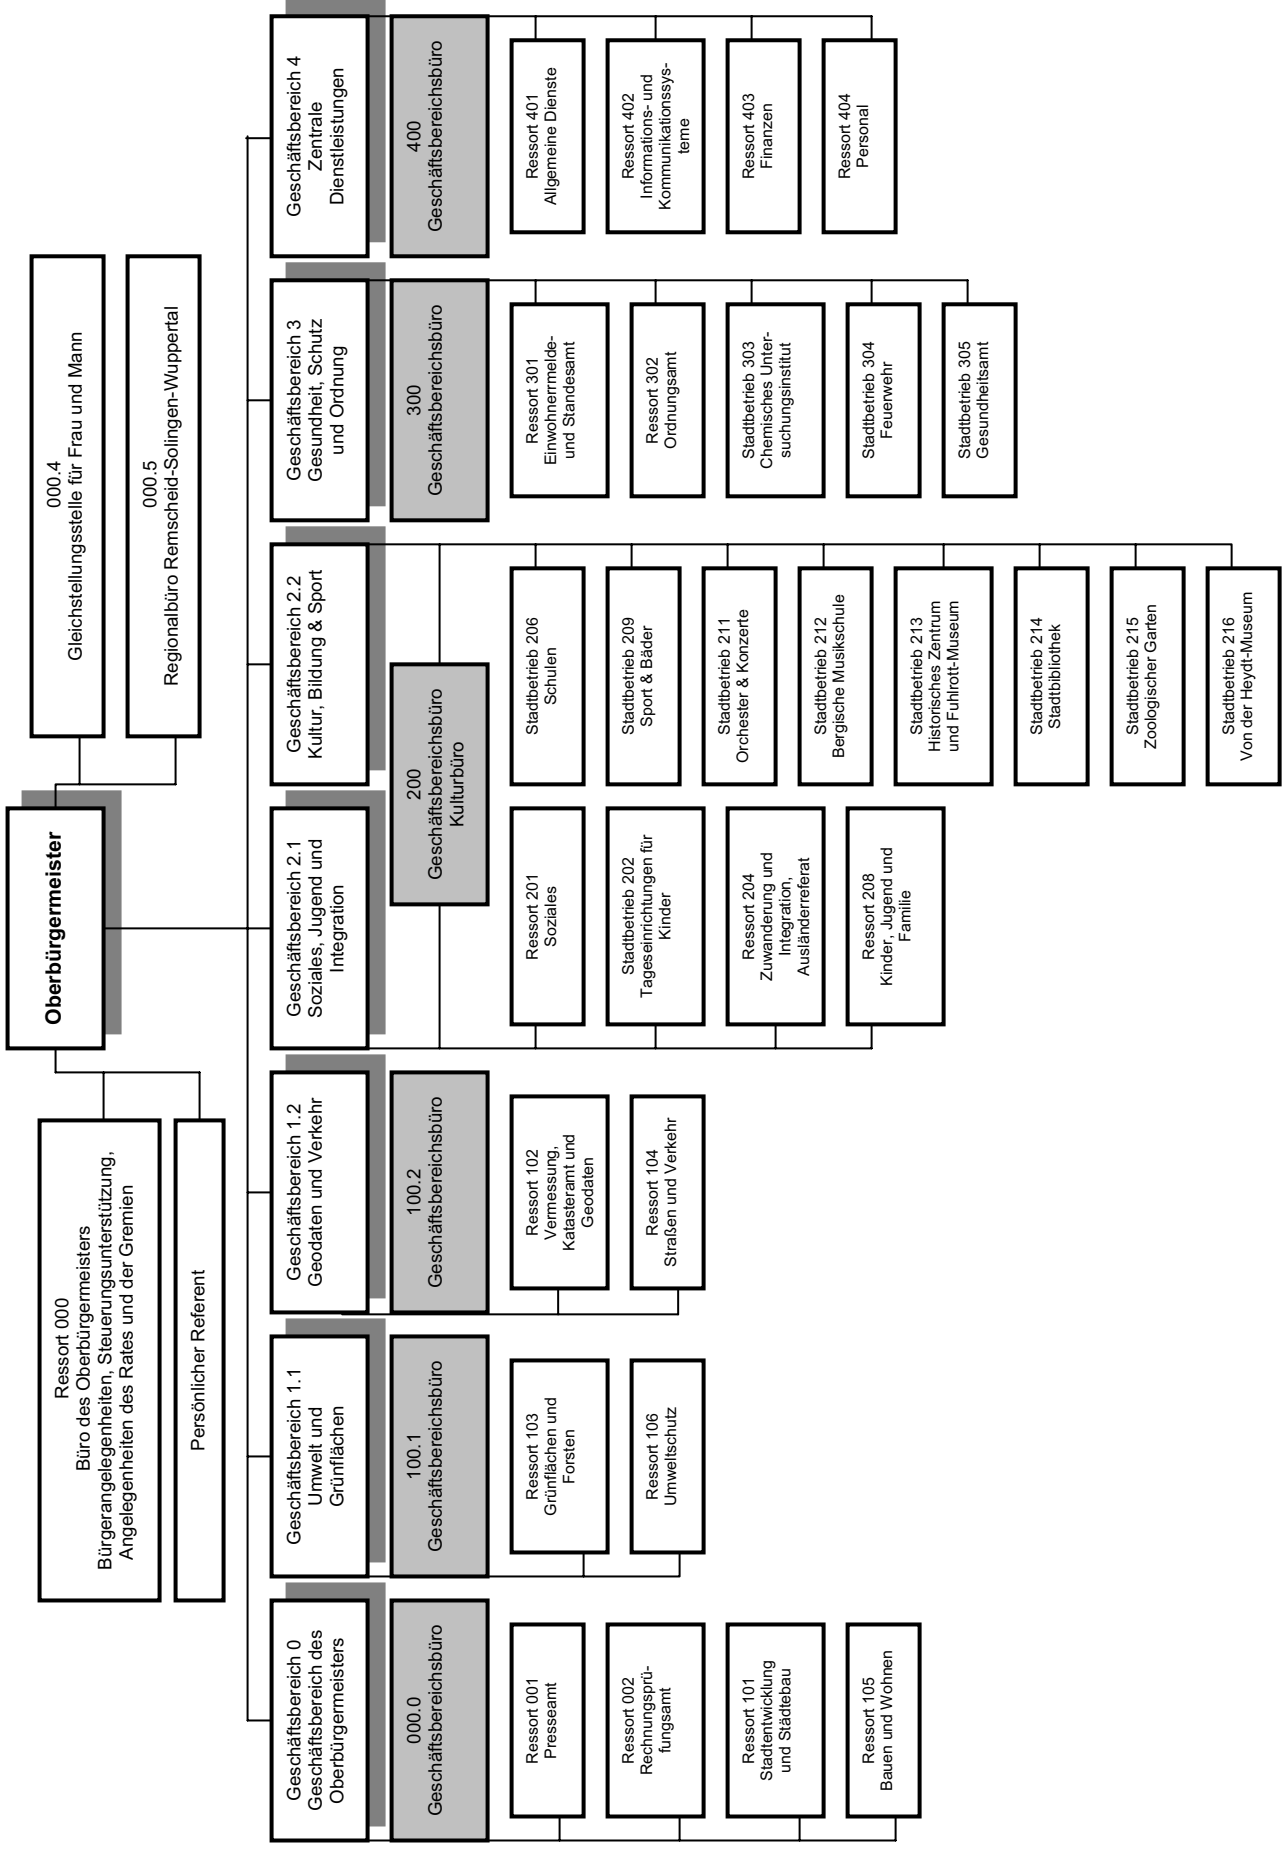 Oberbürgermeister
Ressort 000
Büro des Oberbürgermeisters
Bürgerangelegenheiten, Steuerungsunterstützung,
Angelegenheiten des Rates und der Gremien
Persönlicher Referent
000.4
Gleichstellungsstelle für Frau und Mann
000.5
Regionalbüro Remscheid-Solingen-Wuppertal
Geschäftsbereich 0
Geschäftsbereich des
Oberbürgermeisters
000.0
Geschäftsbereichsbüro
Ressort 001
Presseamt
Ressort 002
Rechnungsprü-
fungsamt
Ressort 101
Stadtentwicklung
und Städtebau
Ressort 105
Bauen und Wohnen
Geschäftsbereich 1.1
Umwelt und
Grünflächen
100.1
Geschäftsbereichsbüro
Ressort 103
Grünflächen und
Forsten
Ressort 106
Umweltschutz
Geschäftsbereich 1.2
Geodaten und Verkehr
100.2
Geschäftsbereichsbüro
Ressort 102
Vermessung,
Katasteramt und
Geodaten
Ressort 104
Straßen und Verkehr
Geschäftsbereich 2.1
Soziales, Jugend und
Integration
200
Geschäftsbereichsbüro
Kulturbüro
Ressort 201
Soziales
Stadtbetrieb 202
Tageseinrichtungen für
Kinder
Ressort 204
Zuwanderung und
Integration,
Ausländerreferat
Ressort 208
Kinder, Jugend und
Familie
Geschäftsbereich 2.2
Kultur, Bildung & Sport
Stadtbetrieb 206
Schulen
Stadtbetrieb 209
Sport & Bäder
Stadtbetrieb 211
Orchester & Konzerte
Stadtbetrieb 212
Bergische Musikschule
Stadtbetrieb 213
Historisches Zentrum
und Fuhlrott-Museum
Stadtbetrieb 214
Stadtbibliothek
Stadtbetrieb 215
Zoologischer Garten
Stadtbetrieb 216
Von der Heydt-Museum
Geschäftsbereich 3
Gesundheit, Schutz
und Ordnung
300
Geschäftsbereichsbüro
Ressort 301
Einwohnerrmelde-
und Standesamt
Ressort 302
Ordnungsamt
Stadtbetrieb 303
Chemisches Unter-
suchungsinstitut
Stadtbetrieb 304
Feuerwehr
Stadtbetrieb 305
Gesundheitsamt
Geschäftsbereich 4
Zentrale
Dienstleistungen
400
Geschäftsbereichsbüro
Ressort 401
Allgemeine Dienste
Ressort 402
Informations- und
Kommunikationssys-
teme
Ressort 403
Finanzen
Ressort 404
Personal